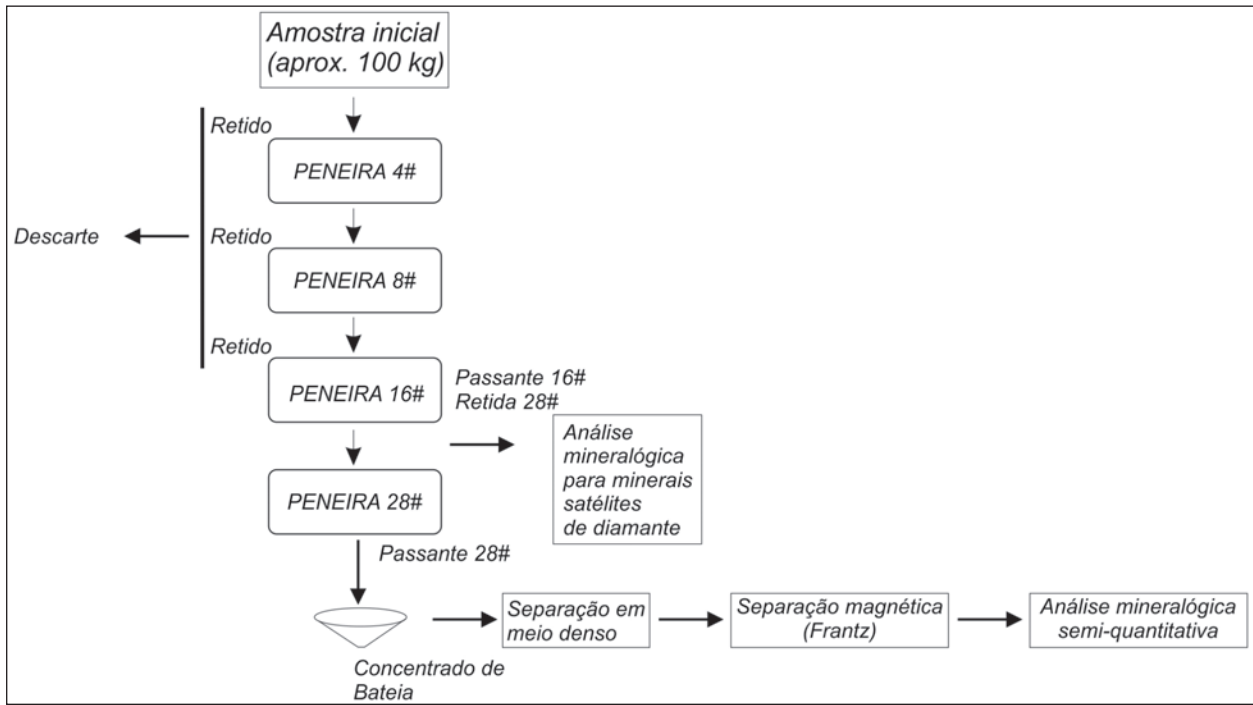 Amostra inicial
(aprox. 100 kg)
Retido
PENEIRA 4#
Descarte
Retido
PENEIRA 8#
Retido
PENEIRA 16#
Passante 16#
Retida 28#
Análise
mineralógica
para minerais
satélites
de diamante
PENEIRA 28#
Passante 28#
Concentrado de
Bateia
Separação em
meio denso
Separação magnética
(Frantz)
Análise mineralógica
semi-quantitativa